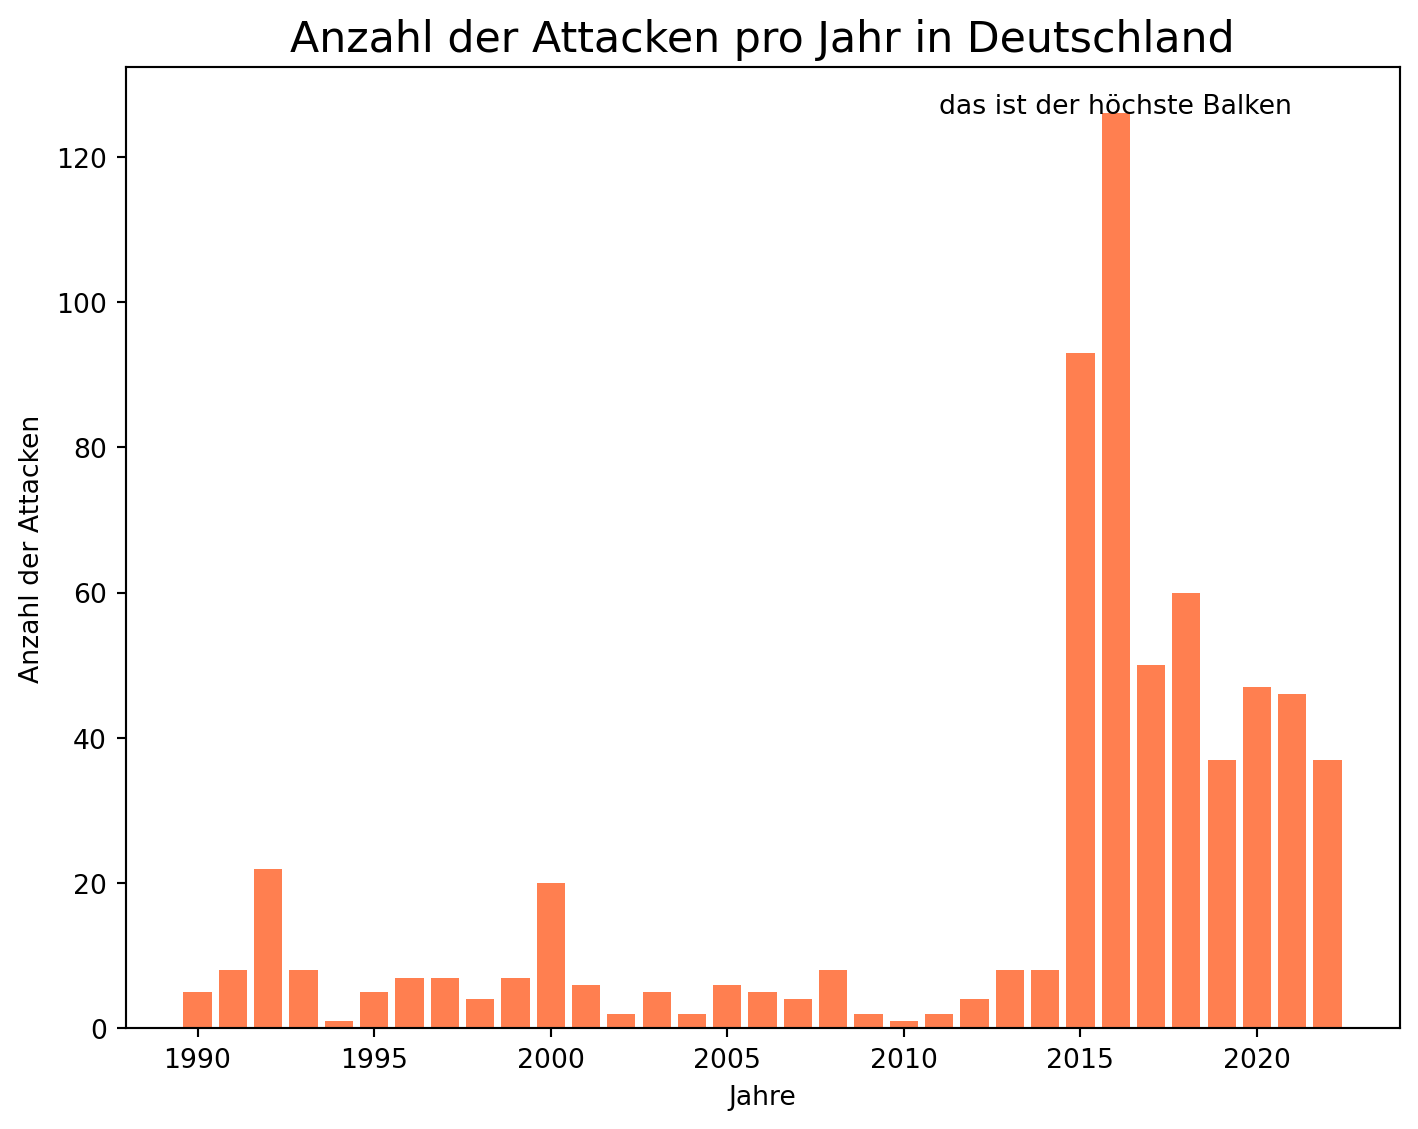 Anzahl der Attacken pro Jahr in Deutschland
das ist der höchste Balken
120
100
80
60
40
20
0
Anzahl der Attacken
1990 1995 2000 2005 2010 2015 2020
Jahre